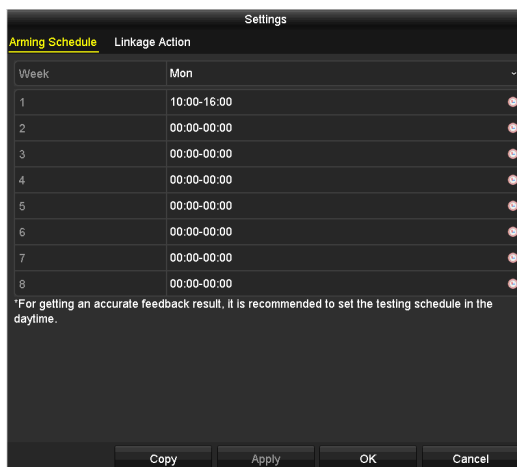 Settings
Arming Schedule Linkage Action
Week Mon
1 10:00-16:00
2 00:00-00:00
3 00:00-00:00
4 00:00-00:00
5 00:00-00:00
6 00:00-00:00
7 00:00-00:00
8 00:00-00:00
*For getting an accurate feedback result, it is recommended to set the testing schedule in the
daytime.
Copy Apply OK Cancel